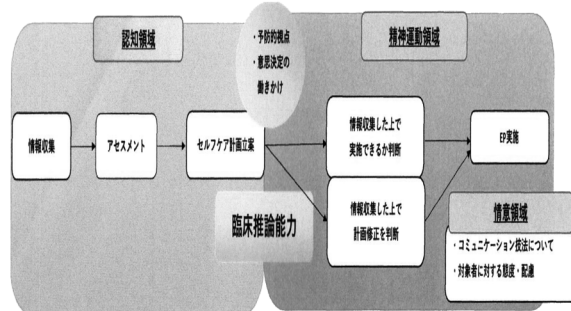 認知領域
・予防的視点
・意思決定の
働きかけ
精神運動領域
情報収集
アセスメント
セルフケア計画立案
情報収集した上で
実施できるか判断
EP実施
臨床推論能力
情報収集した上で
計画修正を判断
情意領域
・コミュニケーション技法について
・対象者に対する態度・配慮